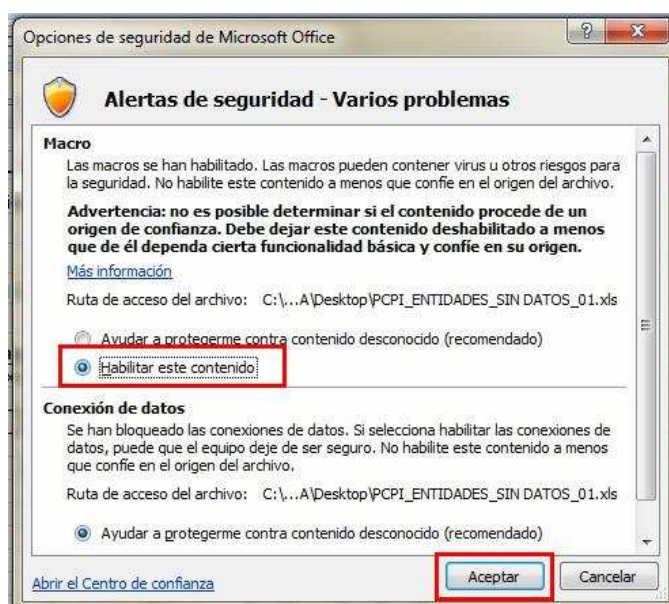 Opciones de seguridad de Microsoft Office
Alertas de seguridad - Varios problemas
Macro
Las macros se han habilitado. Las macros pueden contener virus u otros riesgos para
la seguridad. No habilite este contenido a menos que confíe en el origen del archivo.
Advertencia: no es posible determinar si el contenido procede de un
origen de confianza. Debe dejar este contenido deshabilitado a menos
que de él dependa cierta funcionalidad básica y confíe en su origen.
Más información
Ruta de acceso del archivo: C:\...A\Desktop\PCPI_ENTIDADES_SIN DATOS_01.xls
Ayudar a protegerme contra contenido desconocido (recomendado)
Habilitar este contenido
Conexión de datos
Se han bloqueado las conexiones de datos. Si selecciona habilitar las conexiones de
datos, puede que el equipo deje de ser seguro. No habilite este contenido a menos
que confíe en el origen del archivo.
Ruta de acceso del archivo: C:\...A\Desktop\PCPI_ENTIDADES_SIN DATOS_01.xls
Ayudar a protegerme contra contenido desconocido (recomendado)
Abrir el Centro de confianza
Aceptar
Cancelar